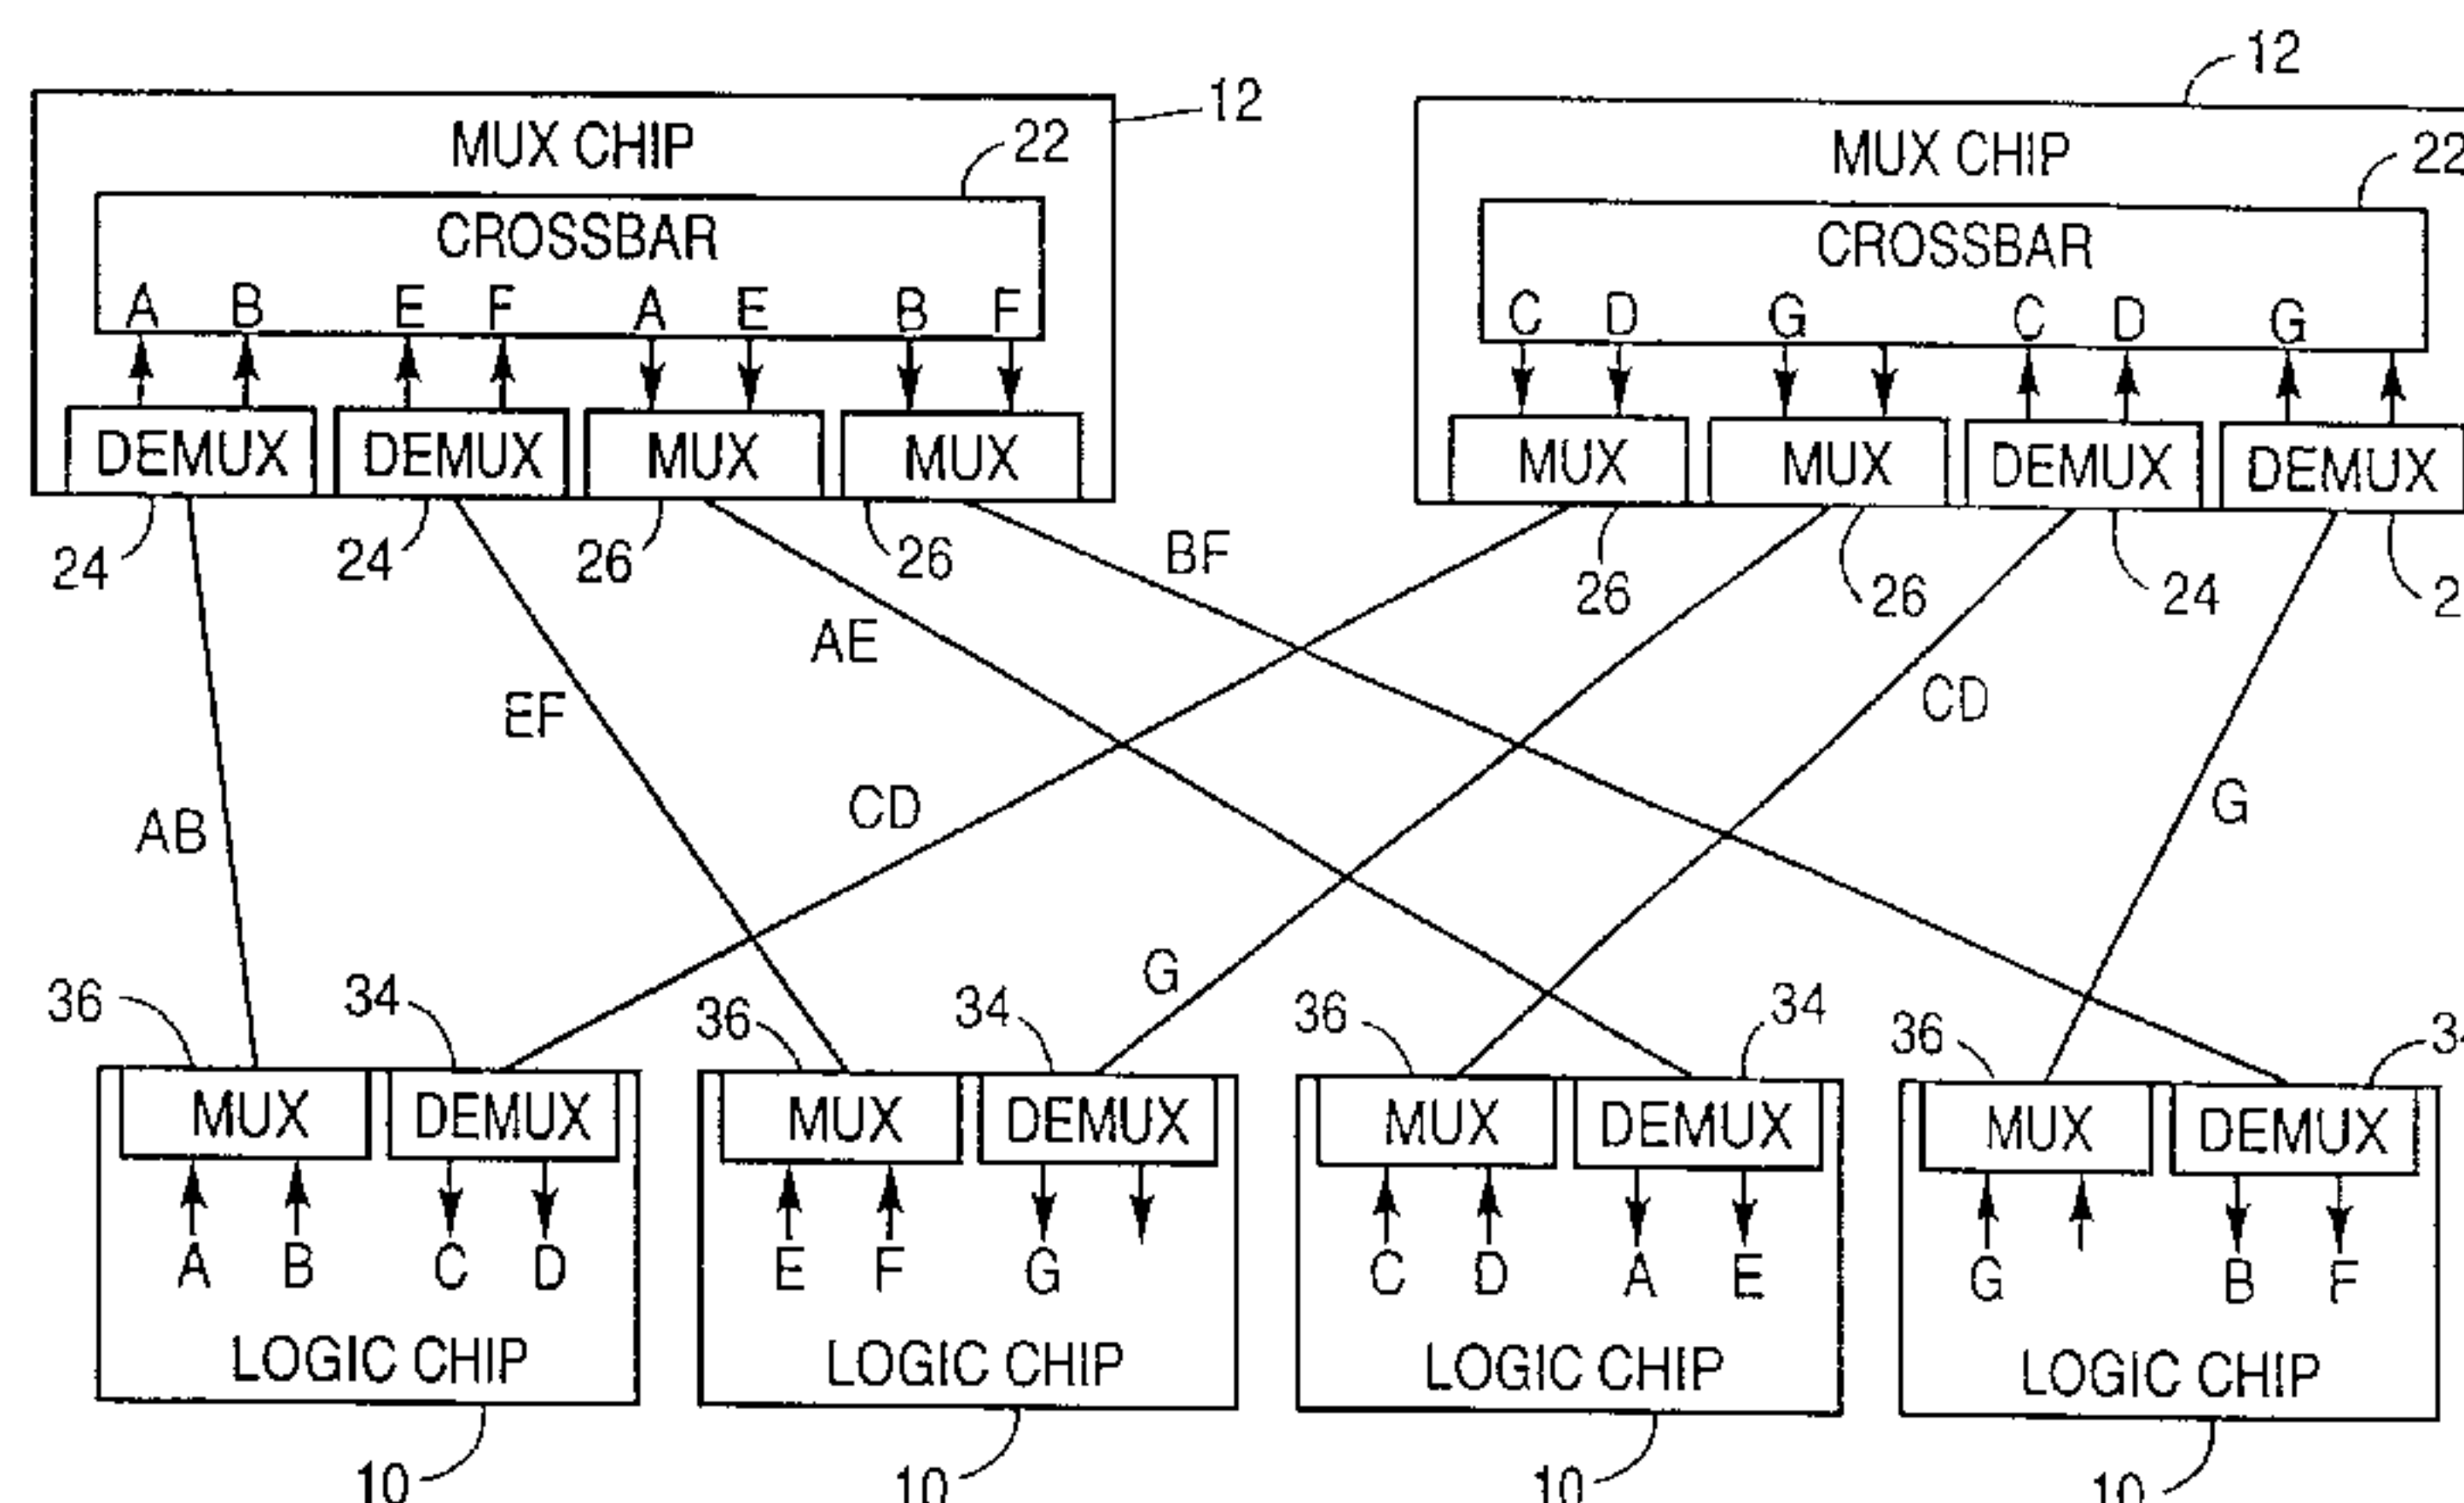 12
12
MUX CHIP
22
MUX CHIP
22
CROSSBAR
CROSSBAR
A B E F A E B F
C D G C D G
DEMUX DEMUX MUX MUX
MUX MUX DEMUX DEMUX
24 24 26 26
26 26 24 2
BF
AE
EF
CD
AB
CD
G
G
36 34 36 34 36 34 36 34
MUX DEMUX MUX DEMUX MUX DEMUX MUX DEMUX
A B C D
E F G
C D A E
G B F
LOGIC CHIP LOGIC CHIP LOGIC CHIP LOGIC CHIP
10 10 10 10